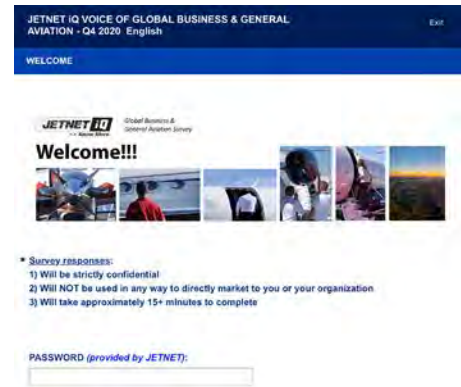 JETNET iQ VOICE OF GLOBAL BUSINESS & GENERAL
AVIATION - Q4 2020 English
Exit
WELCOME
JETNET iQ
>> Know More
Global Business &
General Aviation Survey
Welcome!!!
Survey responses:
1) Will be strictly confidential
2) Will NOT be used in any way to directly market to you or your organization
3) Will take approximately 15+ minutes to complete
PASSWORD (provided by JETNET):